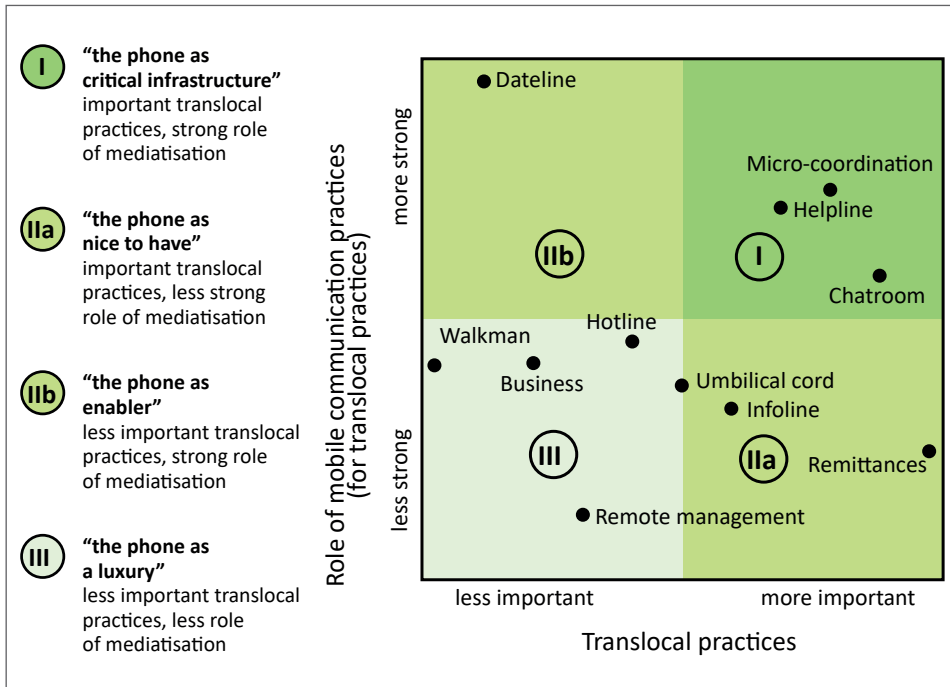 I
“the phone as
critical infrastructure”
important translocal
practices, strong role
of mediatisation
IIa
“the phone as
nice to have”
important translocal
practices, less strong
role of mediatisation
IIb
“the phone as
enabler”
less important translocal
practices, strong role
of mediatisation
III
“the phone as
a luxury”
less important translocal
practices, less role
of mediatisation
Role of mobile communication practices
(for translocal practices)
more strong
less strong
Dateline
Micro-coordination
Helpline
IIb
I
Chatroom
Hotline
Walkman
Business
Umbilical cord
Infoline
III
IIa
Remittances
Remote management
less important
more important
Translocal practices